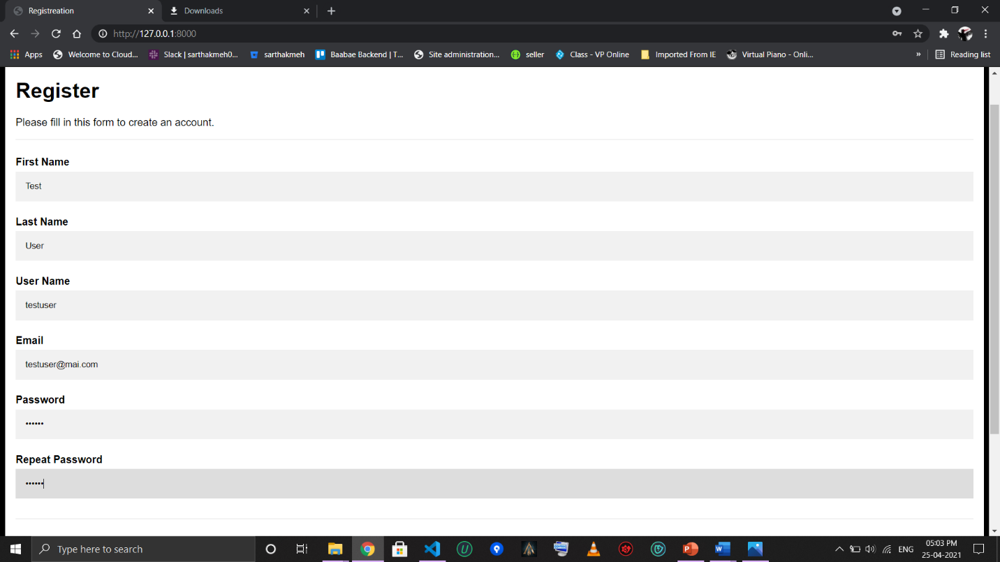 Registreation
Downloads
http://127.0.0.1:8000
Apps Welcome to Cloud... Slack | sarthakmeh0... sarthakmeh Baabae Backend | T... Site administration... seller Class - VP Online Imported From IE Virtual Piano - Onli... » Reading list
Register
Please fill in this form to create an account.
First Name
Test
Last Name
User
User Name
testuser
Email
testuser@mai.com
Password
••••••
Repeat Password
••••••
Type here to search
ENG
05:03 PM
25-04-2021